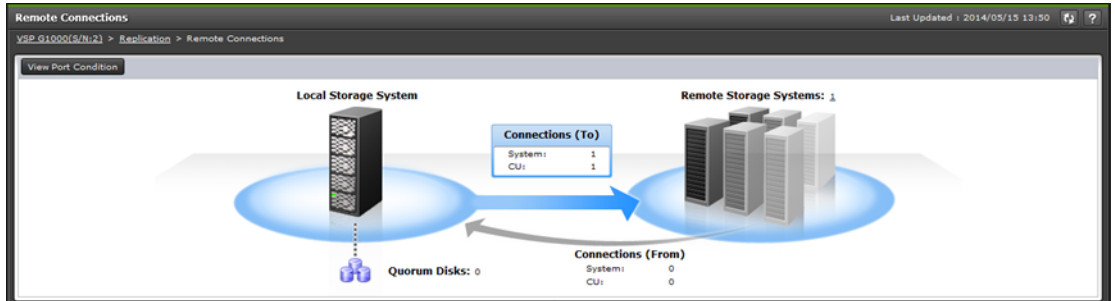 Remote Connections
Last Updated : 2014/05/15 13:50
?
VSP G1000(S/N:2) > Replication > Remote Connections
View Port Condition
Local Storage System
Remote Storage Systems: 1
Connections (To)
System: 1
CU: 1
Connections (From)
Quorum Disks: 0
System: 0
CU: 0